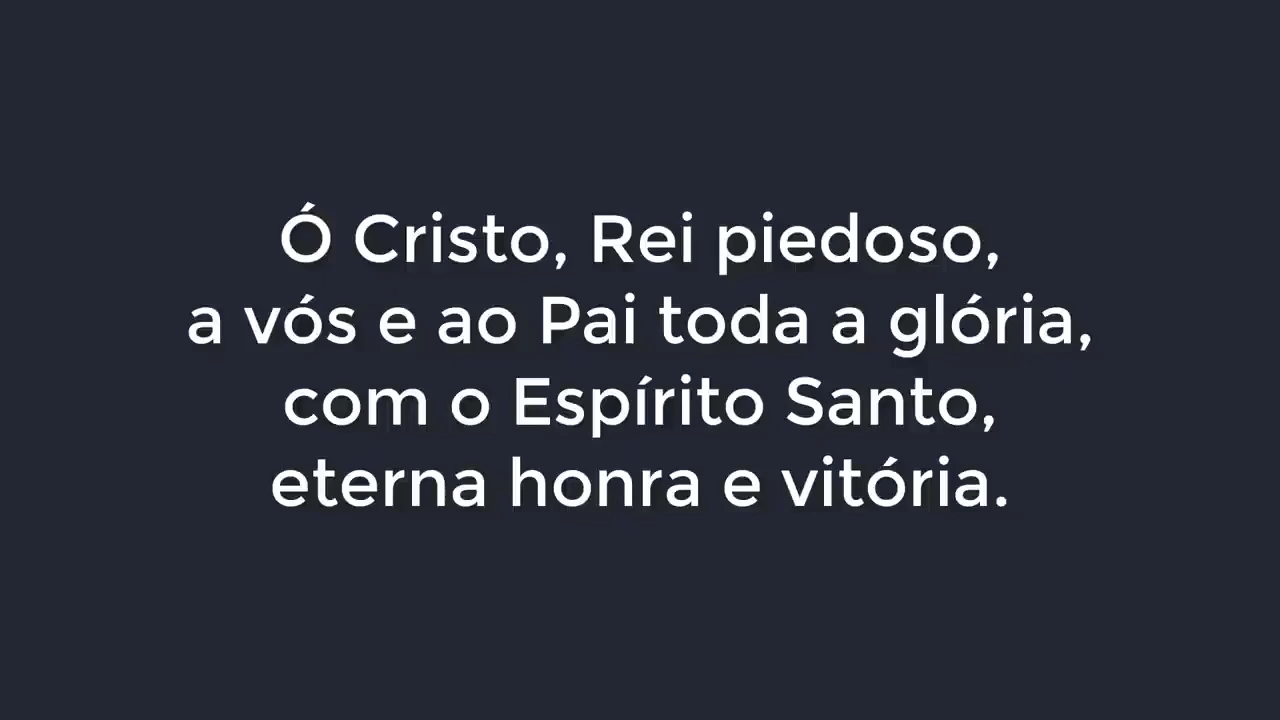 Ó Cristo, Rei piedoso,
a vós e ao Pai toda a glória,
com o Espírito Santo,
eterna honra e vitória.